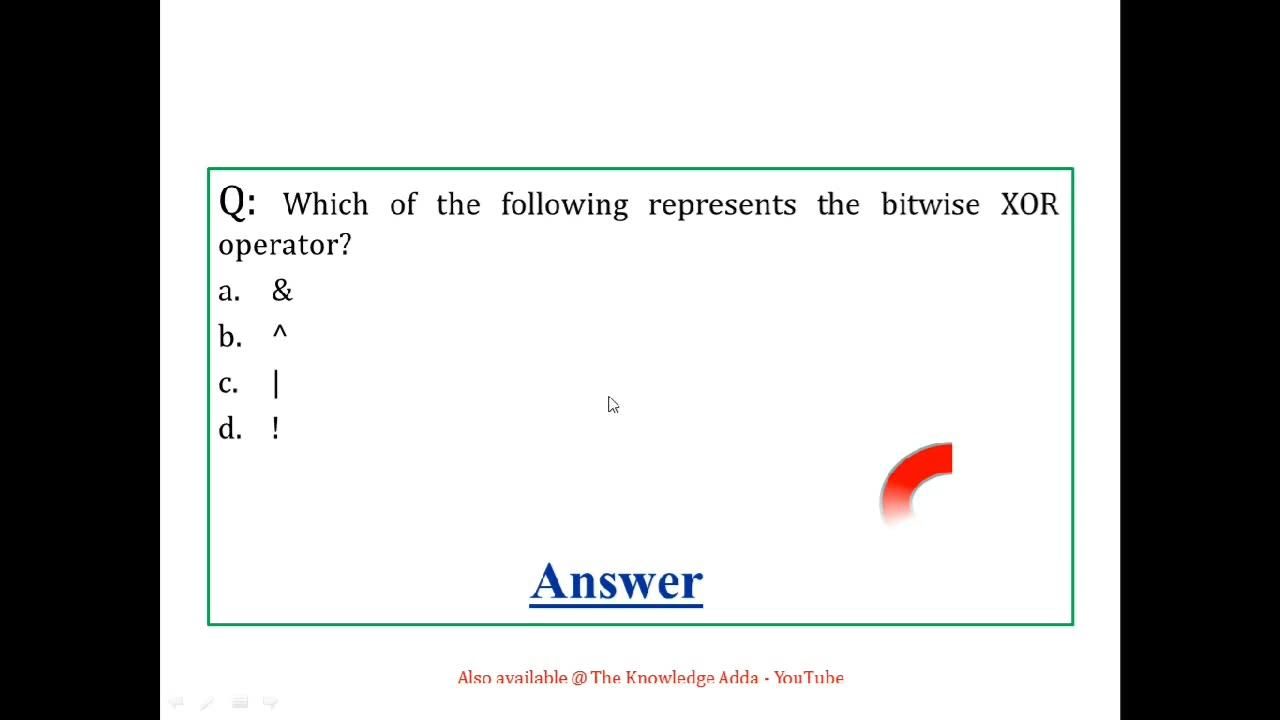 Q: Which of the following represents the bitwise XOR
operator?
a. &
b. ^
c. |
d. !
Answer
Also available @ The Knowledge Adda - YouTube